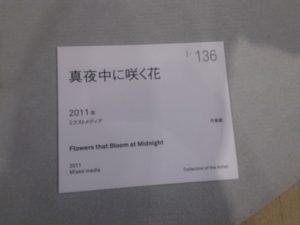 I- 136
真夜中に咲く花
2011年
ミクストメディア
作家蔵
Flowers that Bloom at Midnight
2011
Mixed media
Collection of the Artist